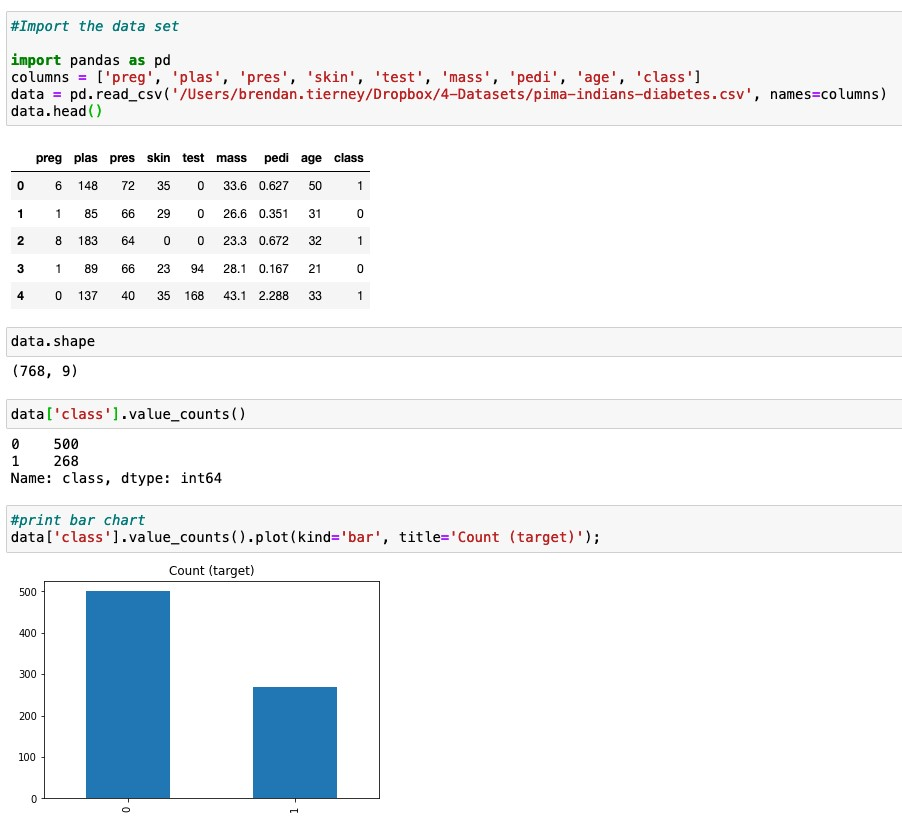 #Import the data set
import pandas as pd
columns = ['preg', 'plas', 'pres', 'skin', 'test', 'mass', 'pedi', 'age', 'class']
data = pd.read_csv('/Users/brendan.tierney/Dropbox/4-Datasets/pima-indians-diabetes.csv', names=columns)
data.head()
preg plas pres skin test mass pedi age class
0 6 148 72 35 0 33.6 0.627 50 1
1 1 85 66 29 0 26.6 0.351 31 0
2 8 183 64 0 0 23.3 0.672 32 1
3 1 89 66 23 94 28.1 0.167 21 0
4 0 137 40 35 168 43.1 2.288 33 1
data.shape
(768, 9)
data['class'].value_counts()
0 500
1 268
Name: class, dtype: int64
#print bar chart
data['class'].value_counts().plot(kind='bar', title='Count (target)');
Count (target)
500
400
300
200
100
0
0 1